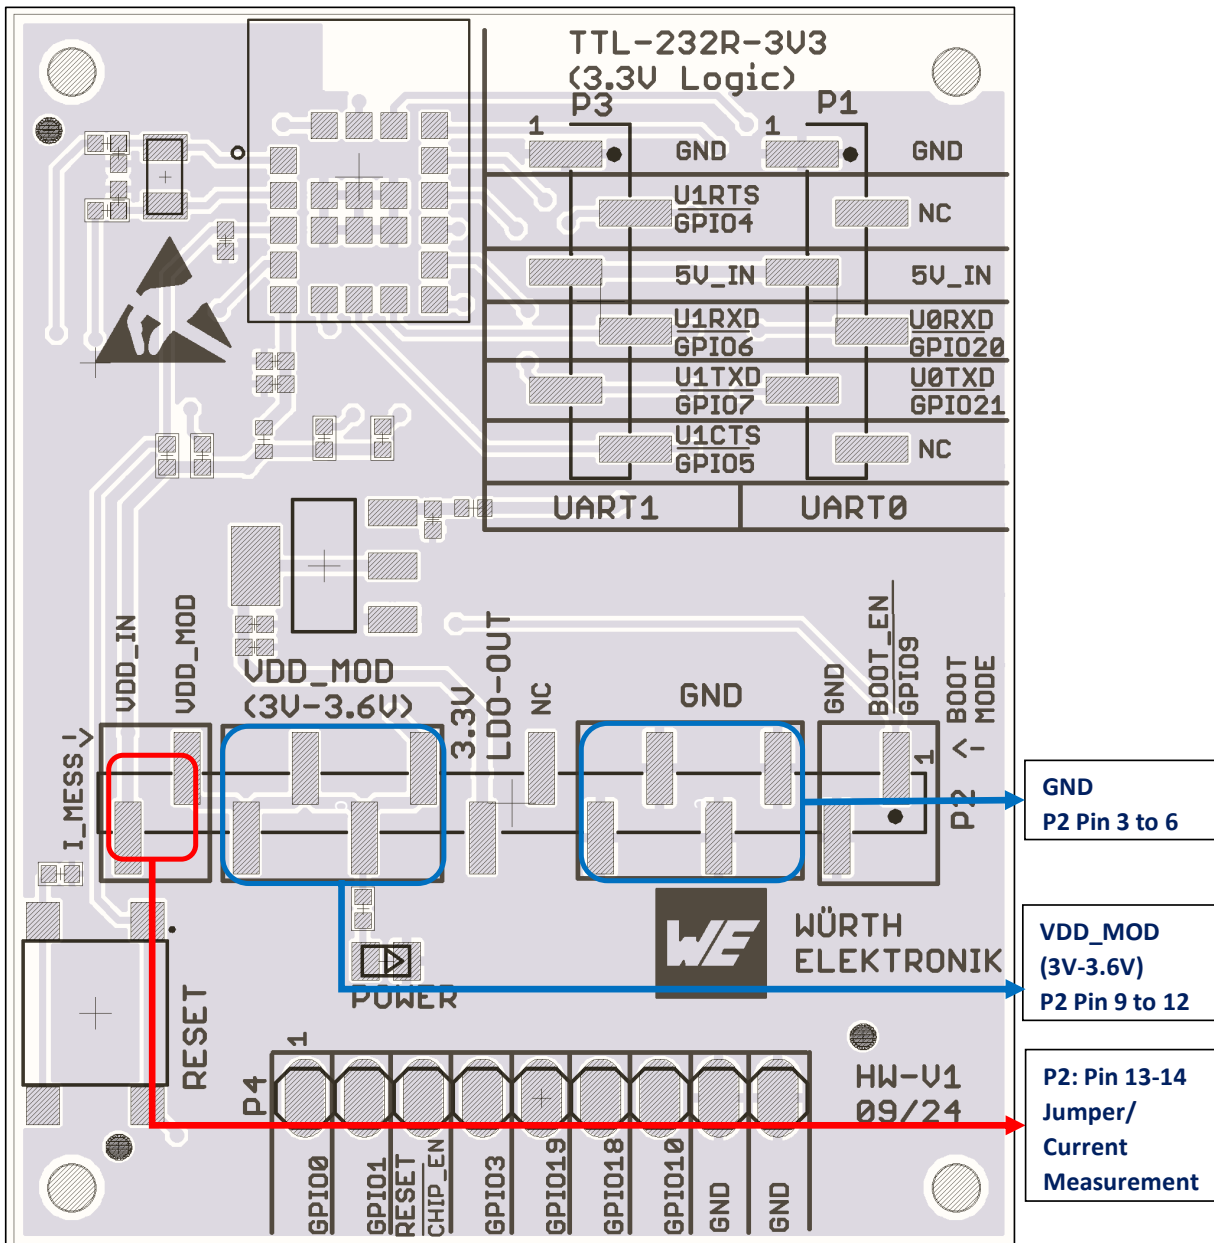 TTL-232R-3V3
(3.3V Logic)
P3
P1
1
1
GND
GND
U1RTS
GPIO4
NC
5V_IN
5V_IN
U1RXD
GPIO6
U0RXD
GPIO20
U1TXD
GPIO7
U0TXD
GPIO21
U1CTS
GPIO5
NC
UART1
UART0
VDD_IN
VDD_MOD
VDD_MOD
(3V-3.6V)
3.3V
LDO-OUT
NC
GND
GND
BOOT_EN
GPIO9
<- BOOT
MODE
I_MESS
->
1
P2
GND
P2 Pin 3 to 6
WE
WÜRTH
ELEKTRONIK
VDD_MOD
(3V-3.6V)
P2 Pin 9 to 12
POWER
RESET
P2: Pin 13-14
Jumper/
Current
Measurement
1
P4
HW-V1
09/24
GPIO0
GPIO1
RESET
CHIP_EN
GPIO3
GPIO19
GPIO18
GPIO10
GND
GND